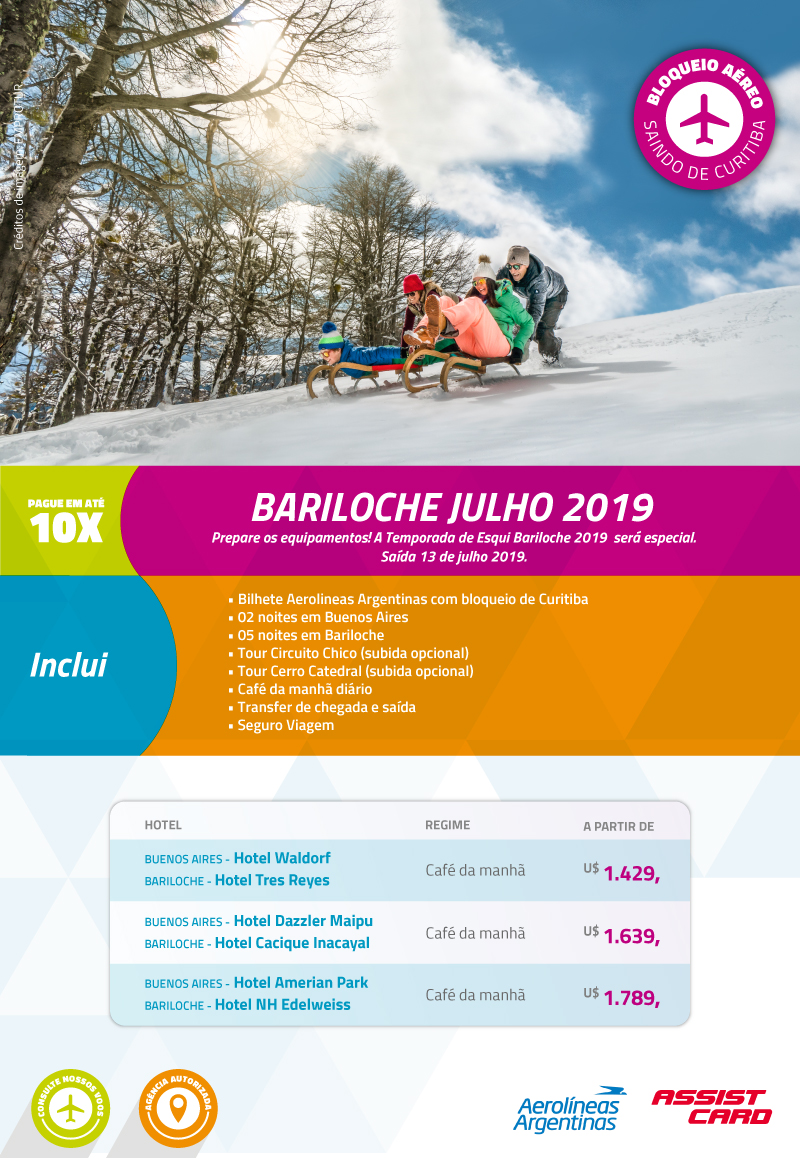 BLOQUEIO AÉREO
SAINDO DE CURITIBA
Créditos de imagem: EMPROTUR
PAGUE EM ATÉ
10X
BARILOCHE JULHO 2019
Prepare os equipamentos! A Temporada de Esqui Bariloche 2019 será especial.
Saída 13 de julho 2019.
Inclui
• Bilhete Aerolineas Argentinas com bloqueio de Curitiba
• 02 noites em Buenos Aires
• 05 noites em Bariloche
• Tour Circuito Chico (subida opcional)
• Tour Cerro Catedral (subida opcional)
• Café da manhã diário
• Transfer de chegada e saída
• Seguro Viagem
HOTEL REGIME A PARTIR DE
BUENOS AIRES - Hotel Waldorf
BARILOCHE - Hotel Tres Reyes
Café da manhã U$ 1.429,
BUENOS AIRES - Hotel Dazzler Maipu
BARILOCHE - Hotel Cacique Inacayal
Café da manhã U$ 1.639,
BUENOS AIRES - Hotel Amerian Park
BARILOCHE - Hotel NH Edelweiss
Café da manhã U$ 1.789,
CONSULTE NOSSOS VOOS
AGÊNCIA AUTORIZADA
Aerolíneas
Argentinas
ASSIST
CARD